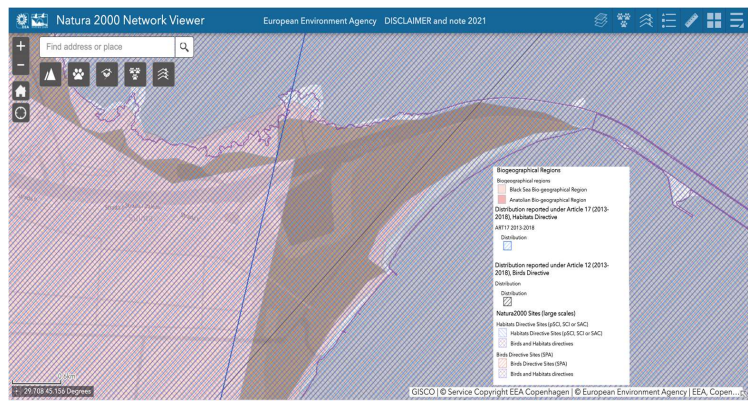 Natura 2000 Network Viewer
European Environment Agency DISCLAIMER and note 2021
Find address or place
Biogeographical Regions
Biogeographical regions
Black Sea Bio-geographical Region
Anatolian Bio-geographical Region
Distribution reported under Article 17 (2013-
2018), Habitats Directive
ART17 2013-2018
Distribution
Distribution reported under Article 12 (2013-
2018), Birds Directive
Distribution
Distribution
Natura2000 Sites (large scales)
Habitats Directive Sites (pSCI, SCI or SAC)
Habitats Directive Sites (pSCI, SCI or SAC)
Birds and Habitats directives
Birds Directive Sites (SPA)
Birds Directive Sites (SPA)
Birds and Habitats directives
29.708 45.156 Degrees
GISCO | © Service Copyright EEA Copenhagen | © European Environment Agency | EEA, Copen...